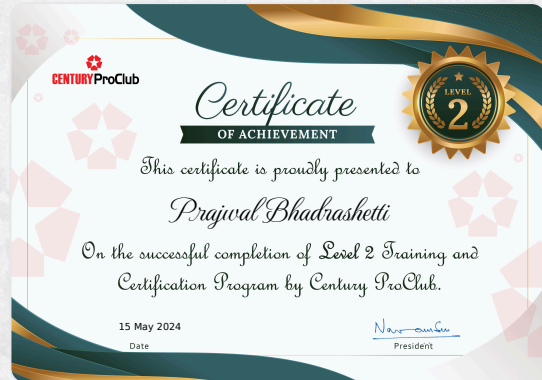 CENTURY ProClub
LEVEL
2
Certificate
OF ACHIEVEMENT
This certificate is proudly presented to
Prajwal Bhadrashetti
On the successful completion of Level 2 Training and
Certification Program by Century ProClub.
15 May 2024
Date
President